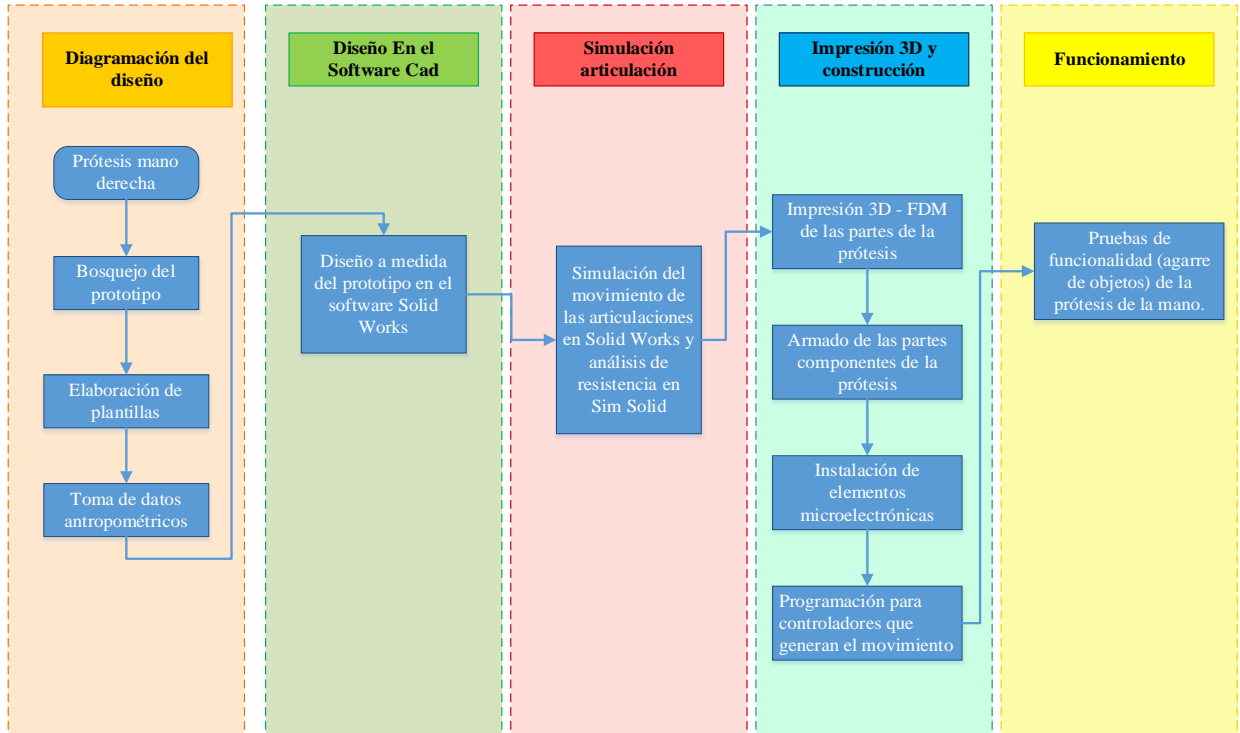 Diagramación del
diseño
Prótesis mano
derecha
Bosquejo del
prototipo
Elaboración de
plantillas
Toma de datos
antropométricos
Diseño En el
Software Cad
Diseño a medida
del prototipo en el
software Solid
Works
Simulación
articulación
Simulación del
movimiento de
las articulaciones
en Solid Works y
análisis de
resistencia en
Sim Solid
Impresión 3D y
construcción
Impresión 3D - FDM
de las partes de la
prótesis
Armado de las partes
componentes de la
prótesis
Instalación de
elementos
microelectrónicas
Programación para
controladores que
generan el movimiento
Funcionamiento
Pruebas de
funcionalidad (agarre
de objetos) de la
prótesis de la mano.